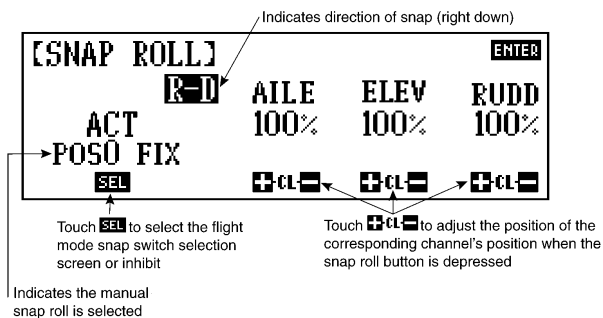 Indicates direction of snap (right down)
[SNAP ROLL]
ENTER
R-D
AILE ELEV RUDD
100% 100% 100%
ACT
POS0 FIX
SEL
+CL- +CL- +CL-
Touch SEL to select the flight
mode snap switch selection
screen or inhibit
Touch +CL- to adjust the position of the
corresponding channel's position when the
snap roll button is depressed
Indicates the manual
snap roll is selected